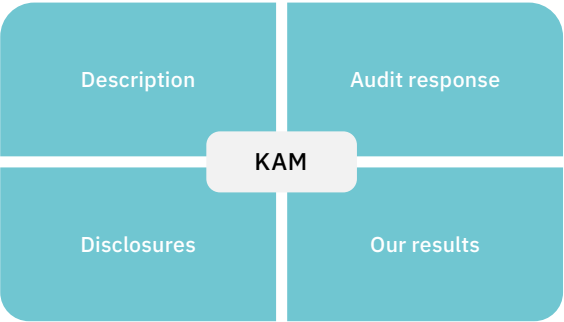 Description
Audit response
KAM
Disclosures
Our results